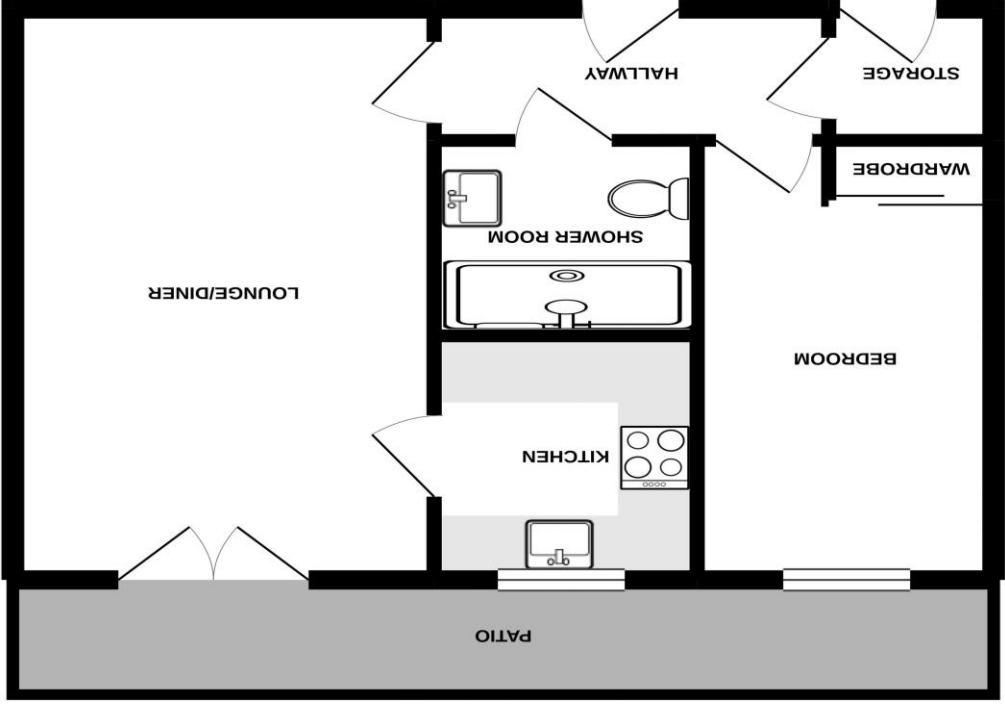 PATIO
KITCHEN
BEDROOM
LOUNGE/DINER
SHOWER ROOM
WARDROBE
STORAGE
HALLWAY